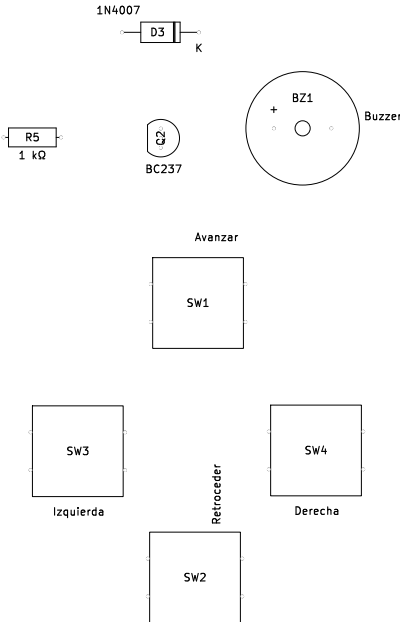 1N4007
D3
K
BZ1
+
Buzzer
R5
1 kΩ
Q2
BC237
Avanzar
SW1
SW3
SW4
Izquierda
Retroceder
Derecha
SW2